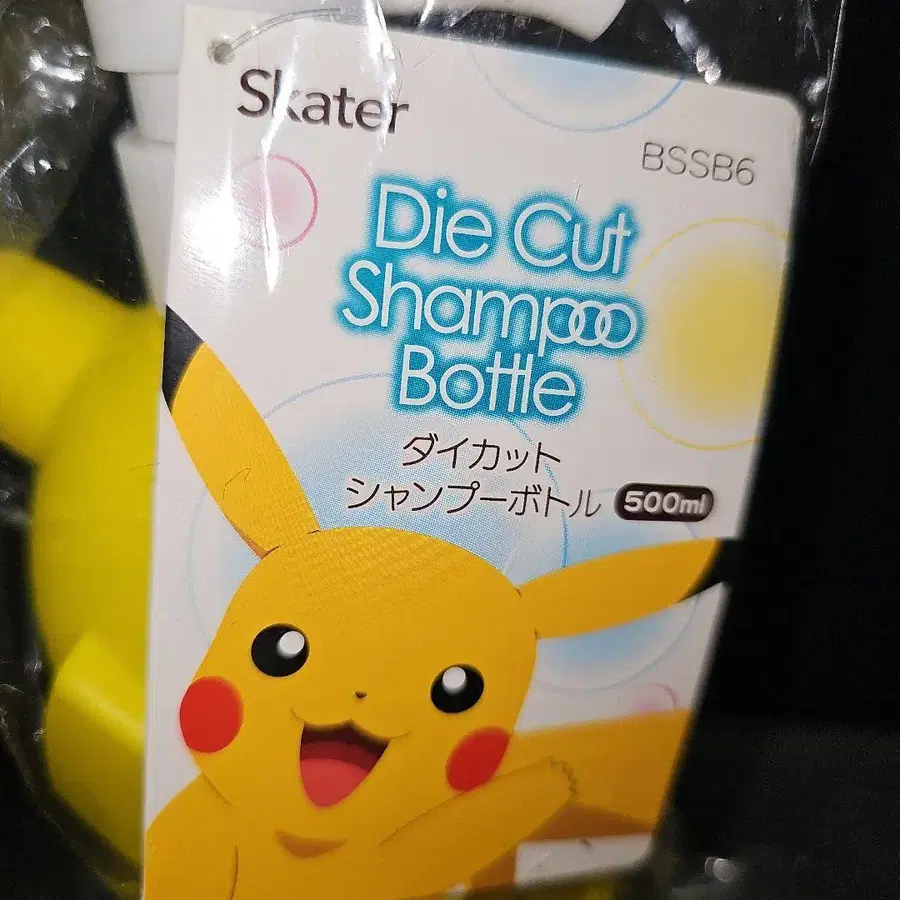 Skater
BSSB6
Die Cut
Shampoo
Bottle
ダイカット
シャンプーボトル 500ml